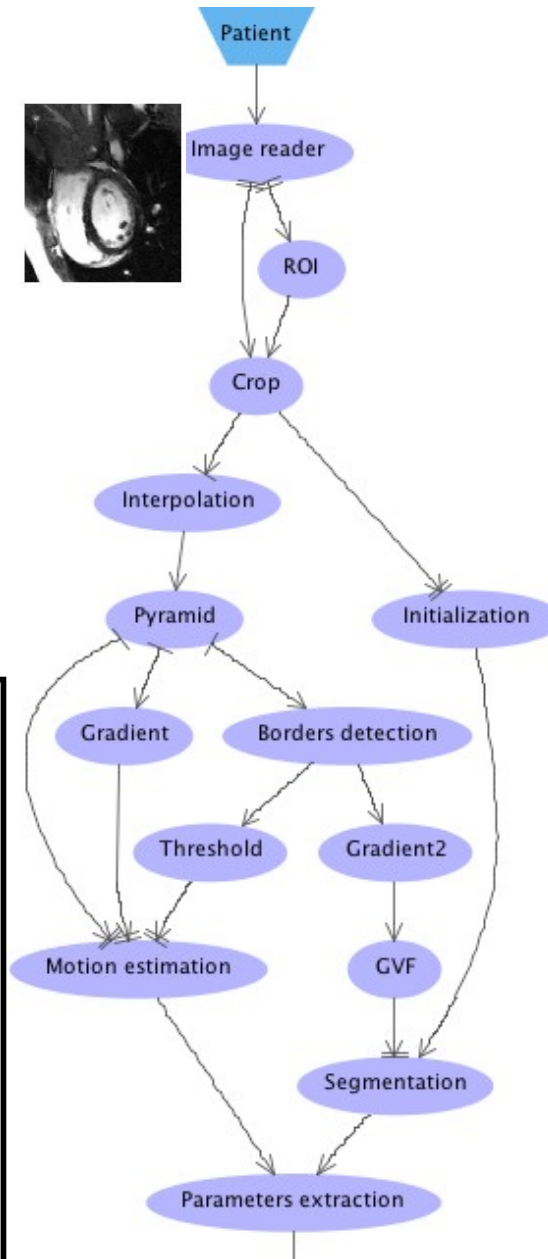 Patient
Image reader
ROI
Crop
Interpolation
Pyramid
Initialization
Gradient
Borders detection
Threshold
Gradient2
Motion estimation
GVF
Segmentation
Parameters extraction